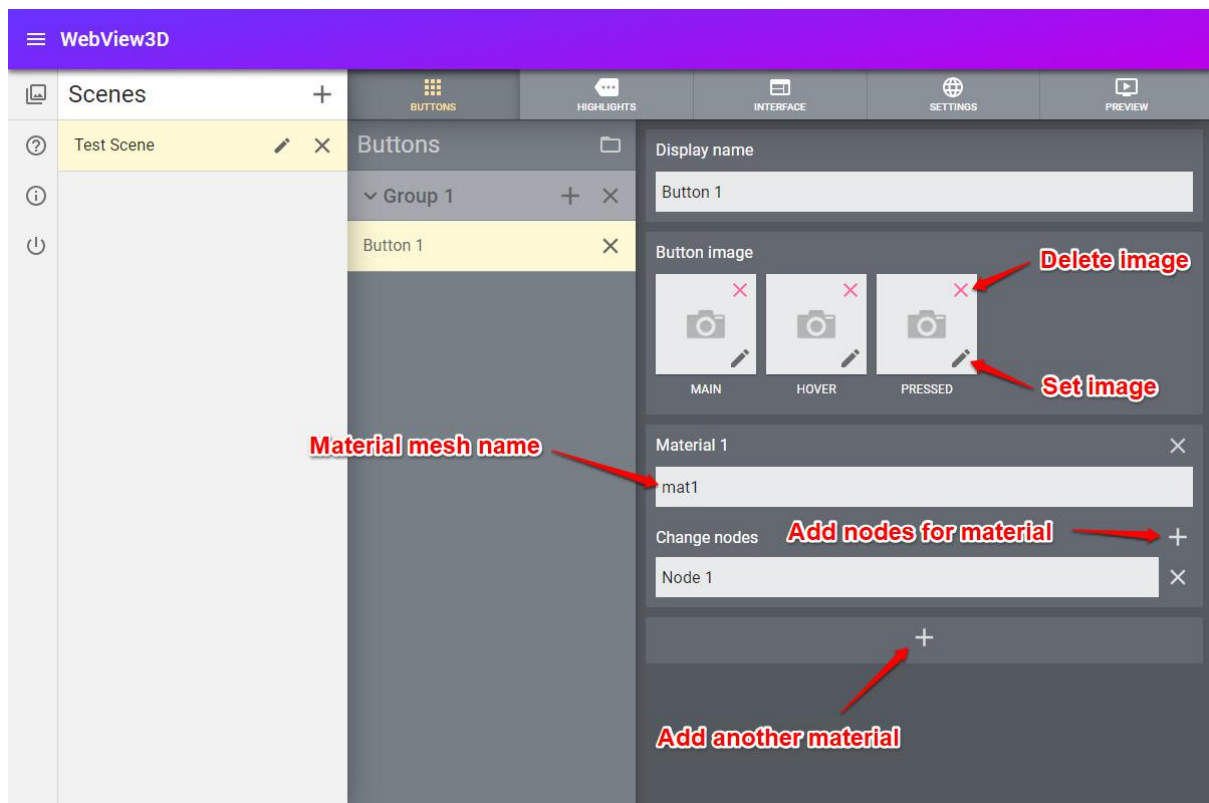 WebView3D
Scenes
BUTTONS
HIGHLIGHTS
INTERFACE
SETTINGS
PREVIEW
Test Scene
Buttons
Group 1
Button 1
Display name
Button 1
Button image
Delete image
MAIN
HOVER
PRESSED
Set image
Material mesh name
Material 1
mat1
Change nodes
Add nodes for material
Node 1
Add another material